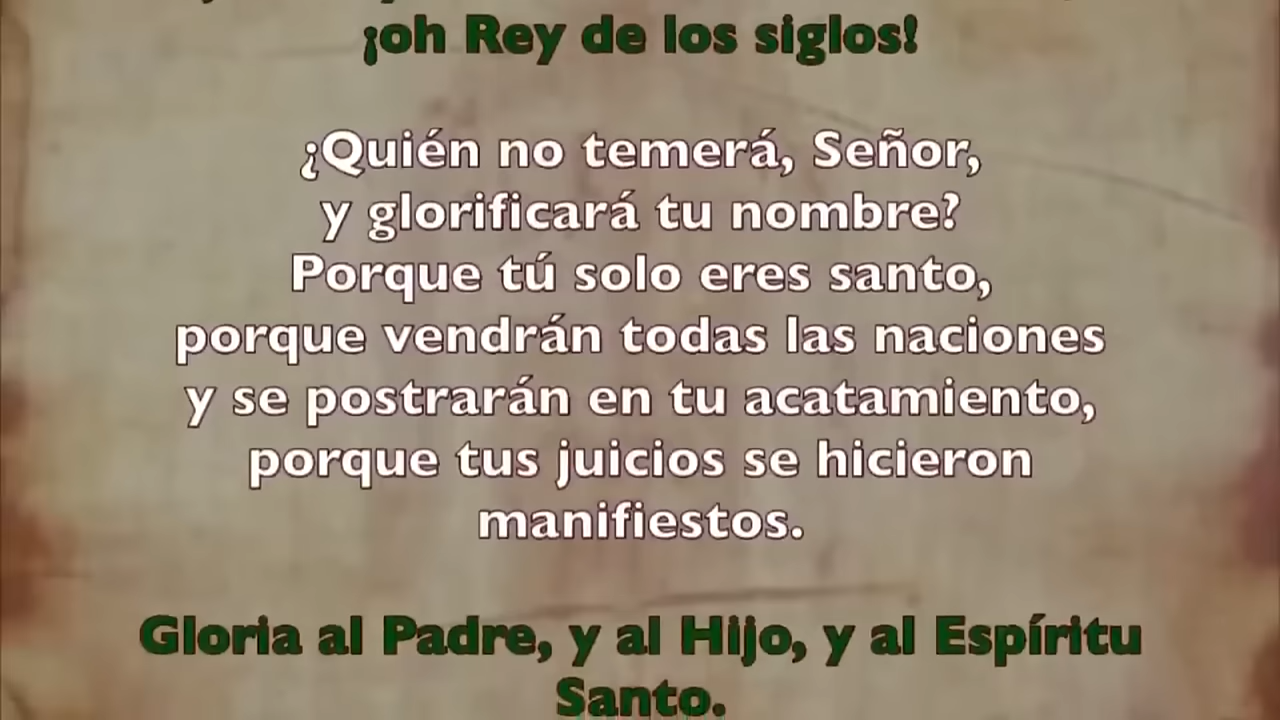 ¡oh Rey de los siglos!
¿Quién no temerá, Señor,
y glorificará tu nombre?
Porque tú solo eres santo,
porque vendrán todas las naciones
y se postrarán en tu acatamiento,
porque tus juicios se hicieron
manifiestos.
Gloria al Padre, y al Hijo, y al Espíritu
Santo.